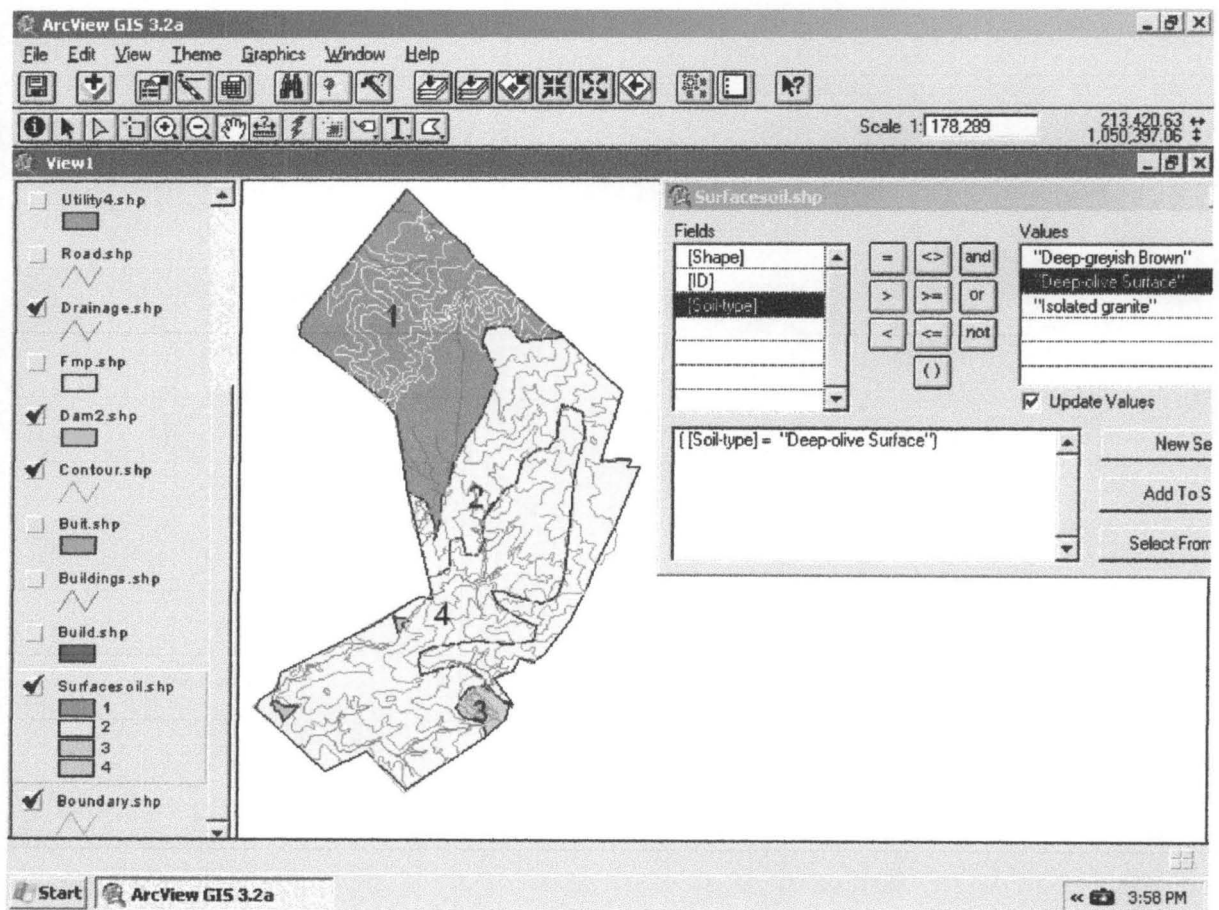 ArcView GIS 3.2a
File Edit View Theme Graphics Window Help
Scale 1: 178,289
213,420.63
1,050,397.06
View1
Utility4.shp
Road.shp
Drainage.shp
Fmp.shp
Dam2.shp
Contour.shp
Buit.shp
Buildings.shp
Build.shp
Surfacesoil.shp
1
2
3
4
Boundary.shp
1
2
4
3
Surfacesoil.shp
Fields
[Shape]
[ID]
[Soil-type]
= <> and
> >= or
< <= not
( )
Values
"Deep-greyish Brown"
"Deep-olive Surface"
"Isolated granite"
Update Values
( [Soil-type] = "Deep-olive Surface")
New Se
Add To S
Select From
Start ArcView GIS 3.2a
« 3:58 PM